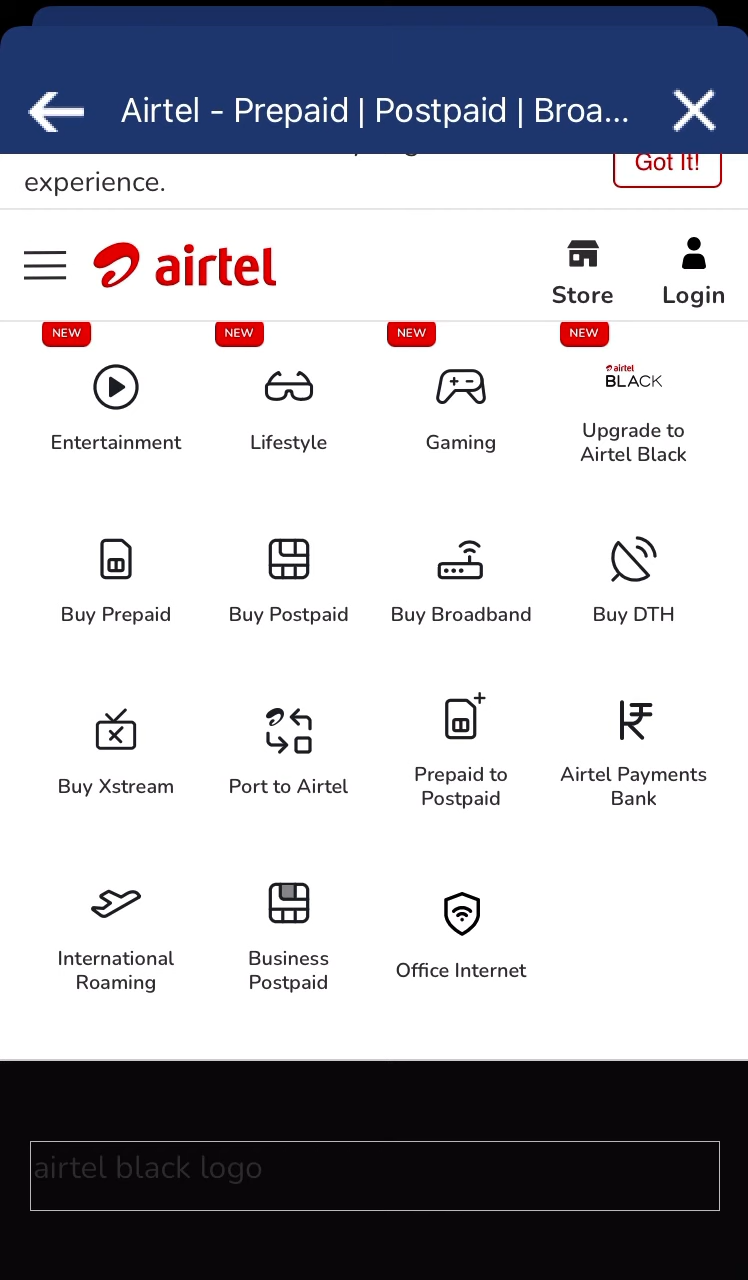 Airtel - Prepaid | Postpaid | Broa...
experience.
Got It!
airtel
Store
Login
NEW
NEW
NEW
NEW
Entertainment
Lifestyle
Gaming
airtel
BLACK
Upgrade to
Airtel Black
Buy Prepaid
Buy Postpaid
Buy Broadband
Buy DTH
Buy Xstream
Port to Airtel
Prepaid to
Postpaid
Airtel Payments
Bank
International
Roaming
Business
Postpaid
Office Internet
airtel black logo